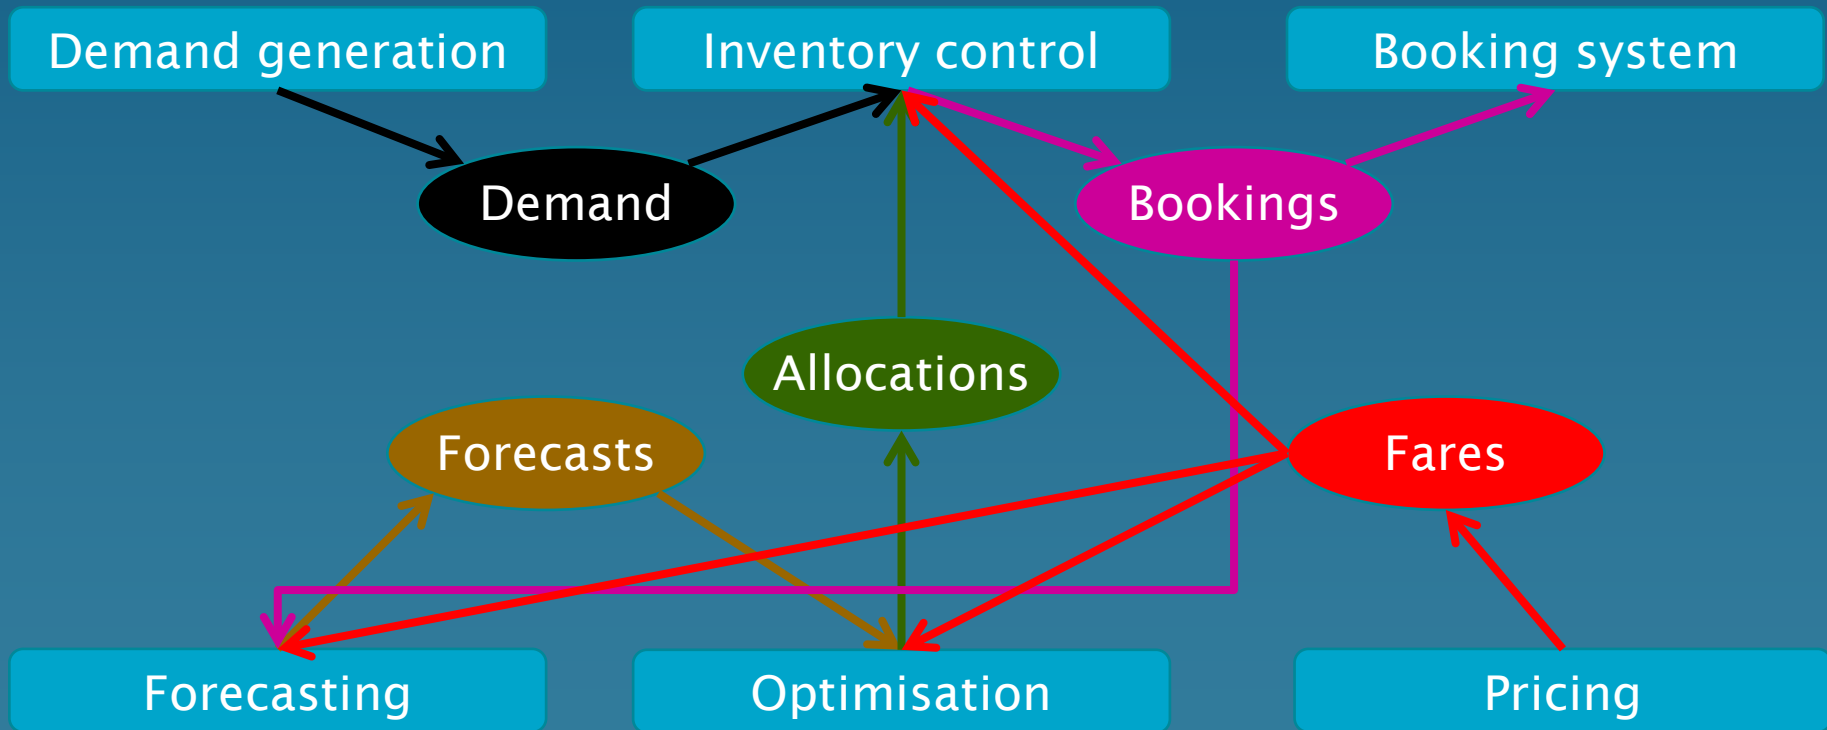 Demand generation
Inventory control
Booking system
Demand
Bookings
Allocations
Forecasts
Fares
Forecasting
Optimisation
Pricing